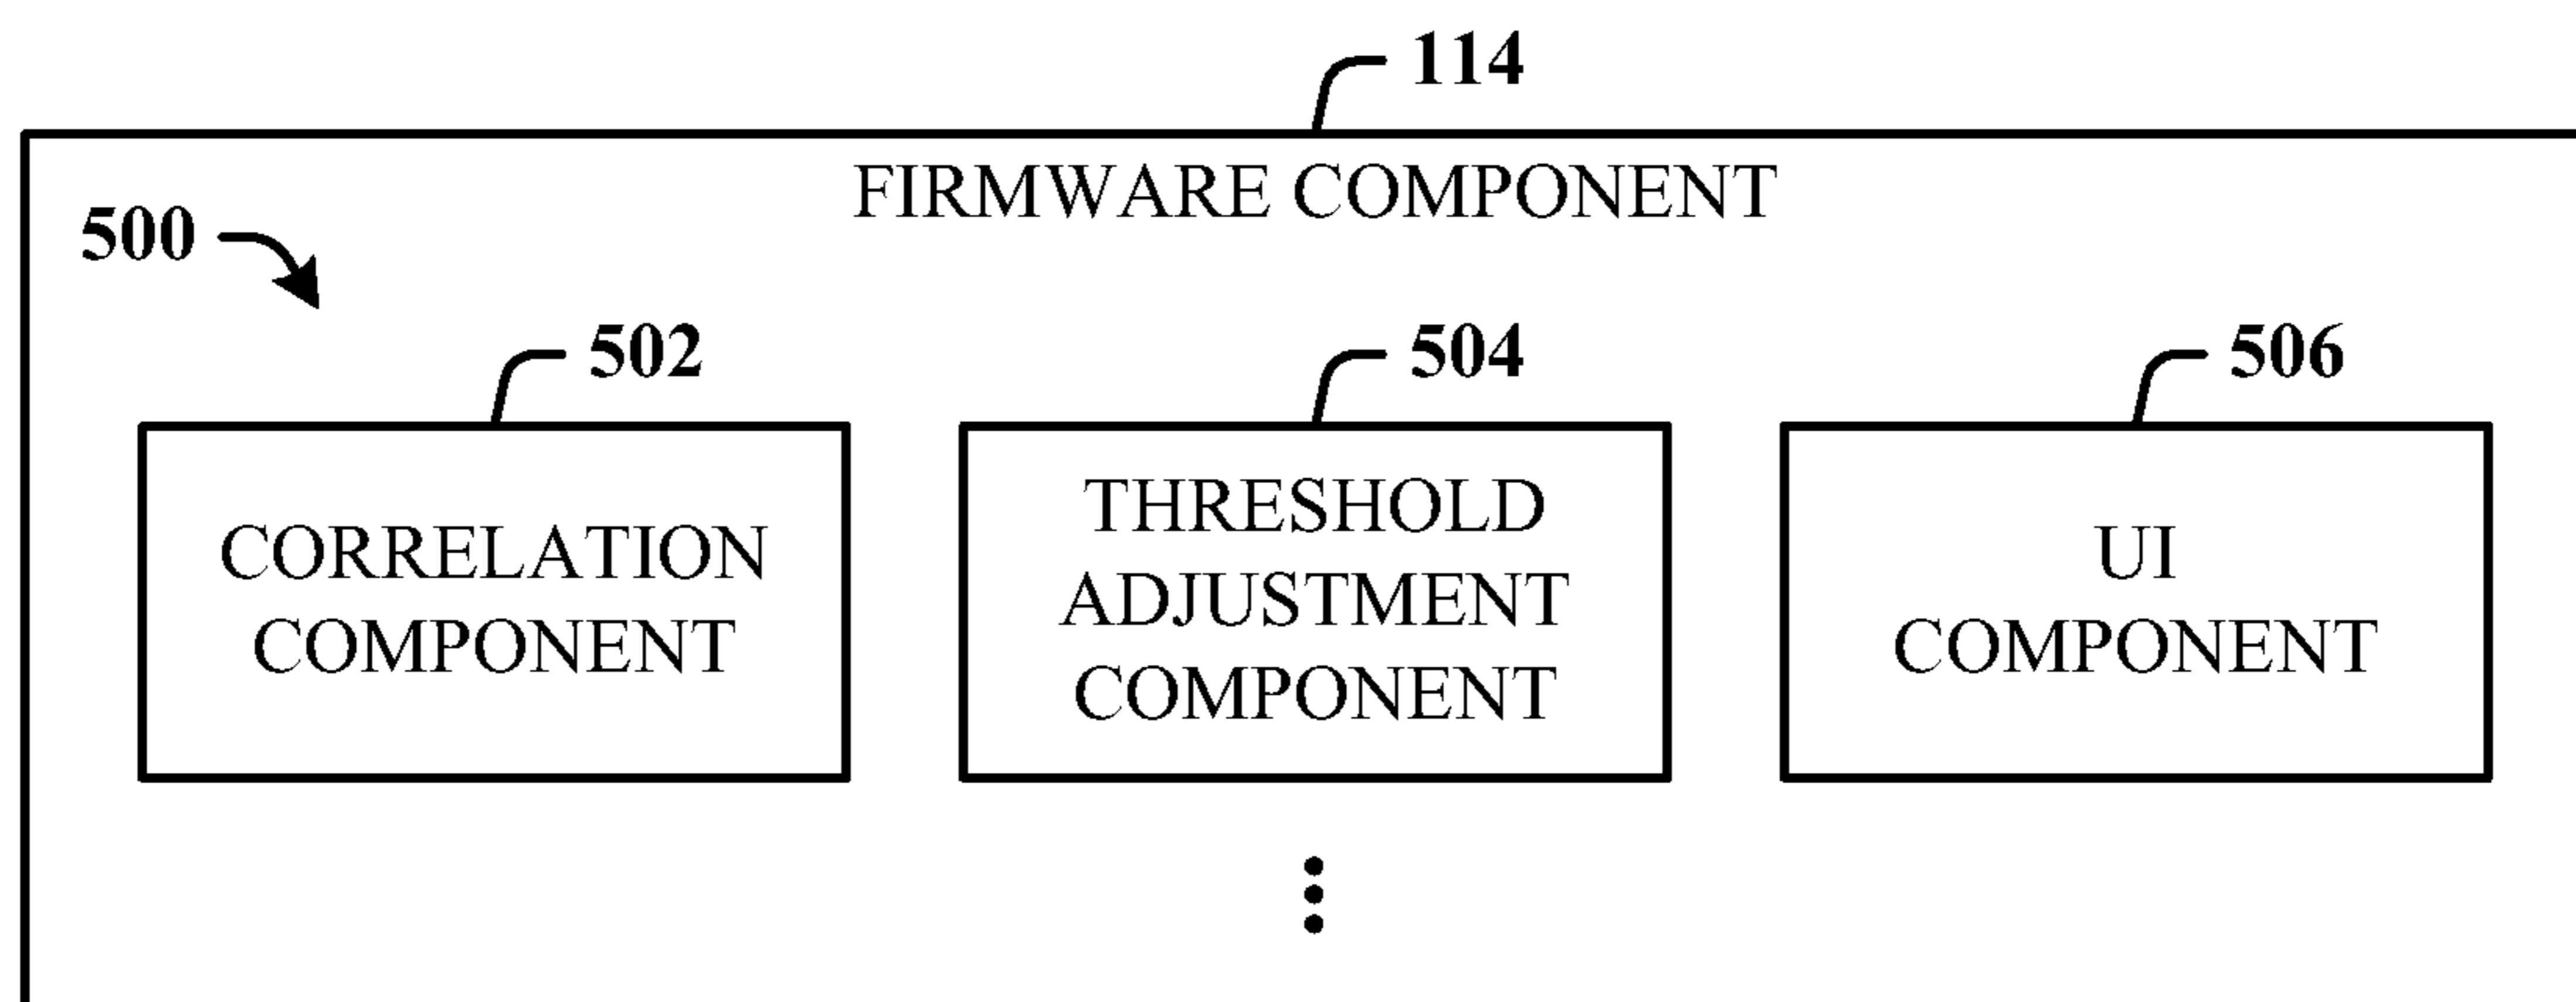 114
FIRMWARE COMPONENT
500
502
504
506
CORRELATION
COMPONENT
THRESHOLD
ADJUSTMENT
COMPONENT
UI
COMPONENT